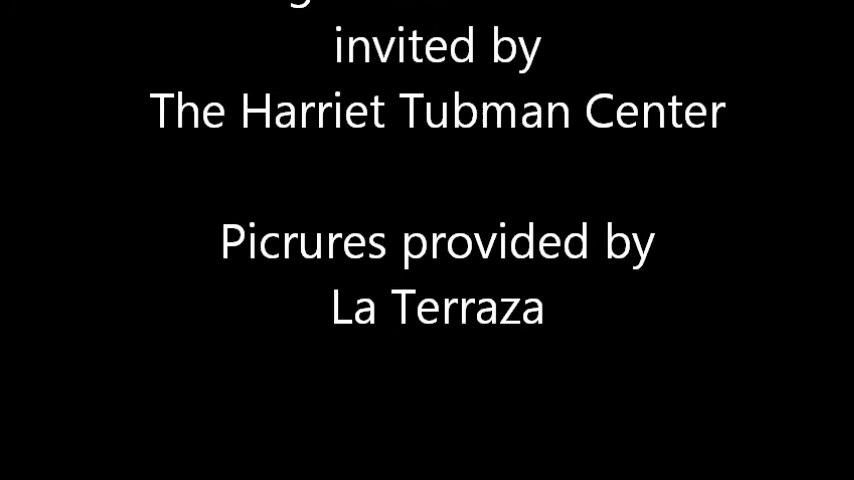 invited by
The Harriet Tubman Center
Picrures provided by
La Terraza